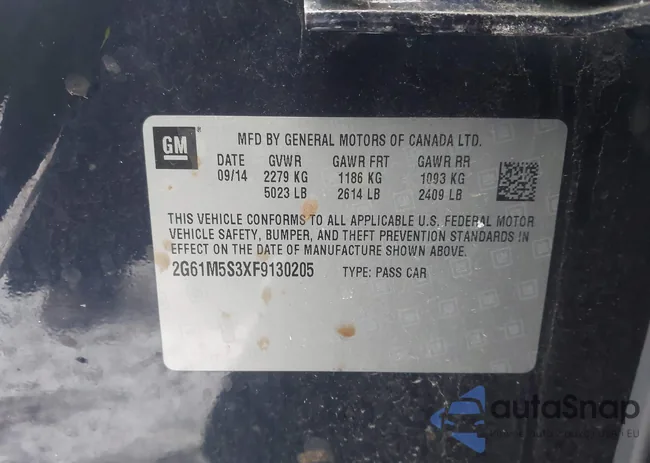 GM
MFD BY GENERAL MOTORS OF CANADA LTD.
DATE GVWR GAWR FRT GAWR RR
09/14 2279 KG 1186 KG 1093 KG
5023 LB 2614 LB 2409 LB
THIS VEHICLE CONFORMS TO ALL APPLICABLE U.S. FEDERAL MOTOR
VEHICLE SAFETY, BUMPER, AND THEFT PREVENTION STANDARDS IN
EFFECT ON THE DATE OF MANUFACTURE SHOWN ABOVE.
2G61M5S3XF9130205 TYPE: PASS CAR
autaSnap